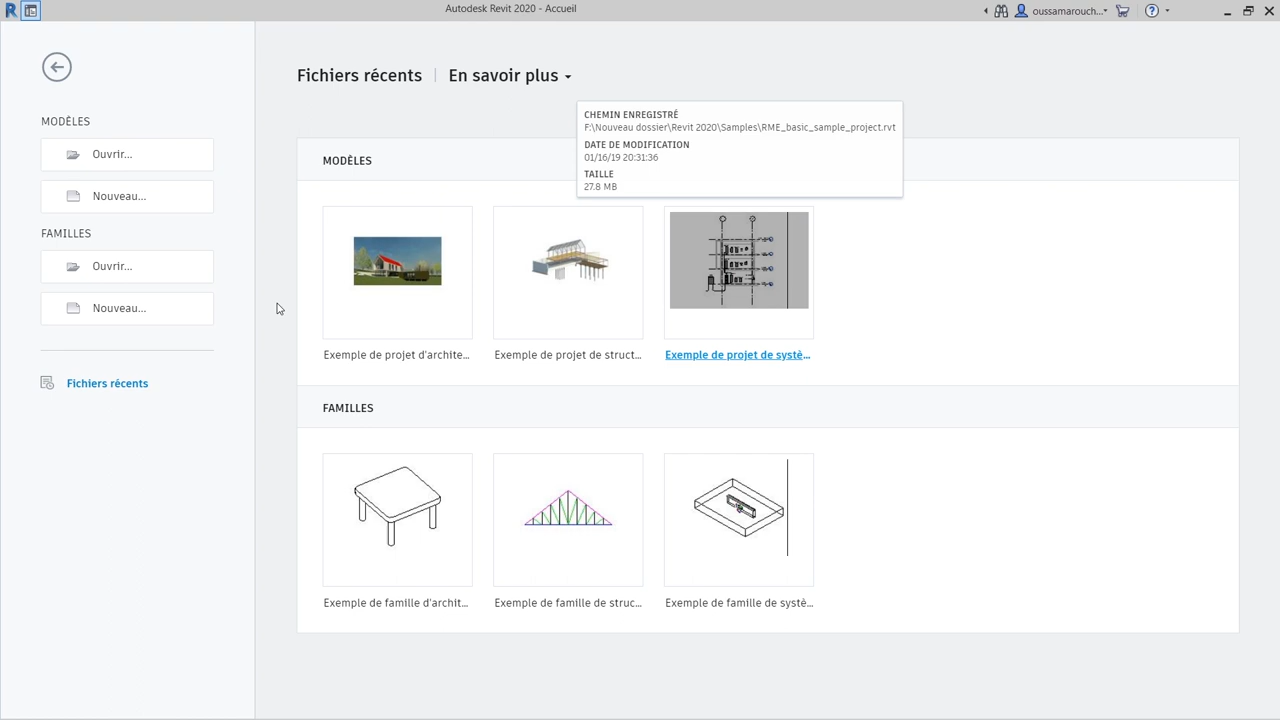 Autodesk Revit 2020 - Accueil
oussamarouch...
Fichiers récents
En savoir plus
MODÈLES
Ouvrir...
Nouveau...
FAMILLES
Ouvrir...
Nouveau...
Fichiers récents
CHEMIN ENREGISTRÉ
F:\Nouveau dossier\Revit 2020\Samples\RME_basic_sample_project.rvt
DATE DE MODIFICATION
01/16/19 20:31:36
TAILLE
27.8 MB
MODÈLES
Exemple de projet d'archite...
Exemple de projet de struct...
Exemple de projet de systè...
FAMILLES
Exemple de famille d'archit...
Exemple de famille de struc...
Exemple de famille de systè...